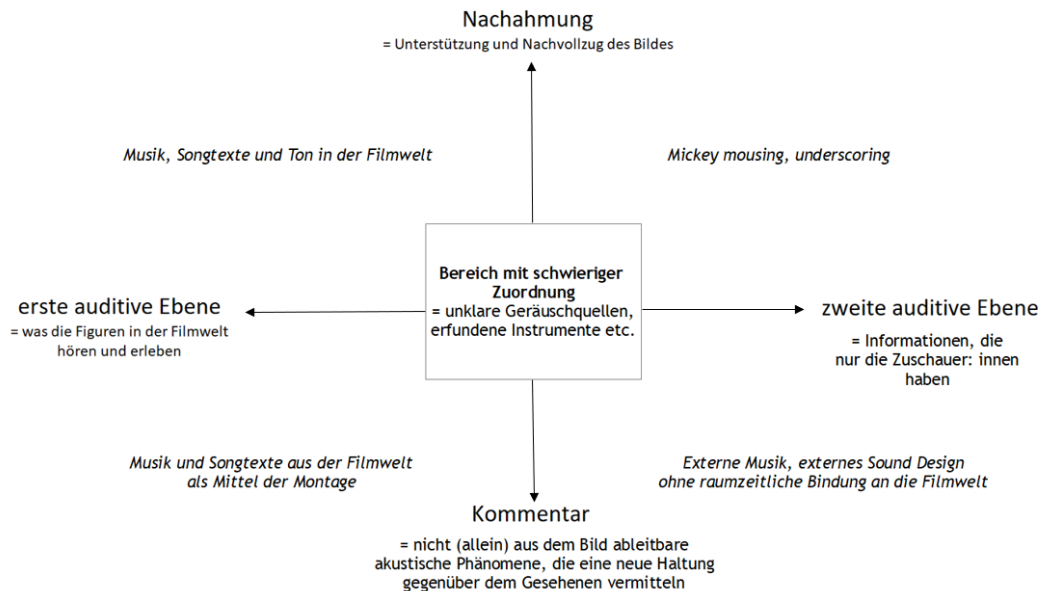 Nachahmung
= Unterstützung und Nachvollzug des Bildes
Musik, Songtexte und Ton in der Filmwelt
Mickey mousing, underscoring
Bereich mit schwieriger
Zuordnung
= unklare Geräuschquellen,
erfundene Instrumente etc.
erste auditive Ebene
= was die Figuren in der Filmwelt
hören und erleben
zweite auditive Ebene
= Informationen, die
nur die Zuschauer: innen
haben
Musik und Songtexte aus der Filmwelt
als Mittel der Montage
Externe Musik, externes Sound Design
ohne raumzeitliche Bindung an die Filmwelt
Kommentar
= nicht (allein) aus dem Bild ableitbare
akustische Phänomene, die eine neue Haltung
gegenüber dem Gesehenen vermitteln